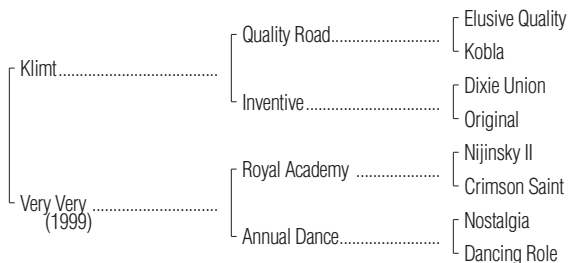 Elusive Quality
Quality Road
Kobla
Klimt
Dixie Union
Inventive
Original
Nijinsky II
Royal Academy
Crimson Saint
Very Very
(1999)
Nostalgia
Annual Dance
Dancing Role